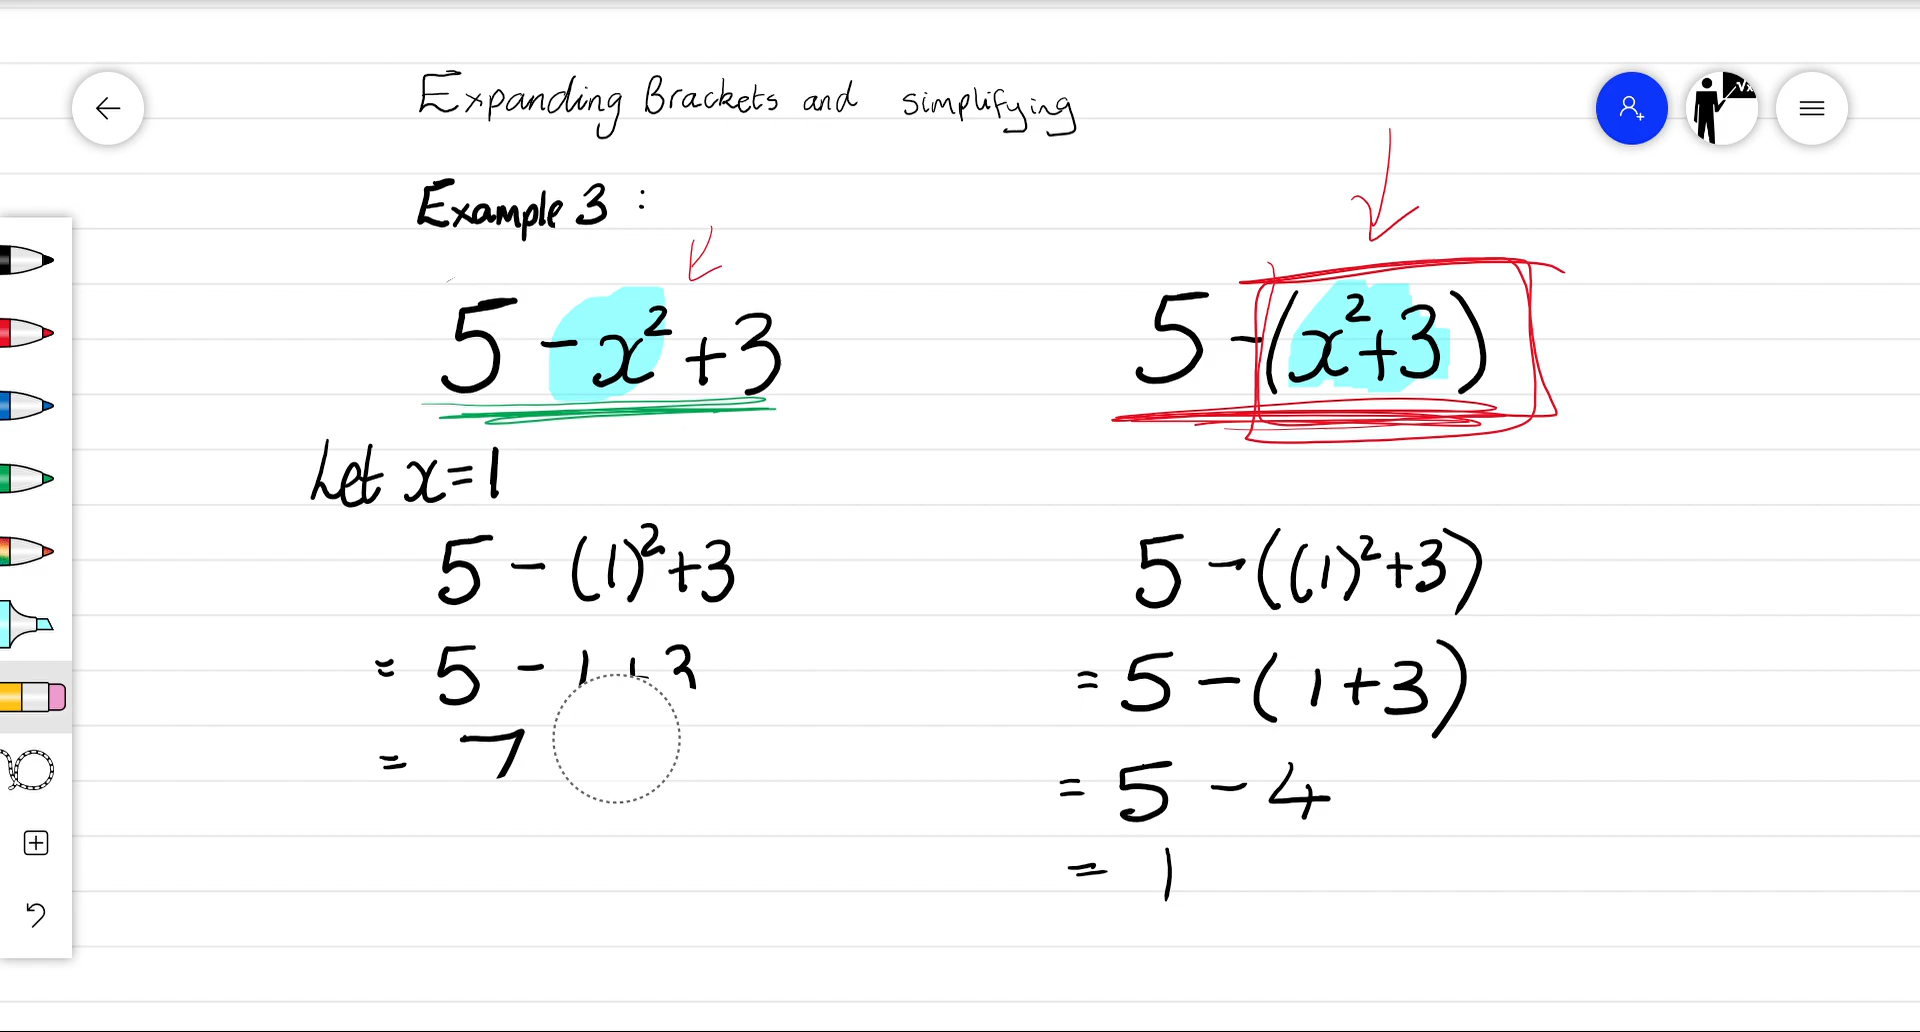 Expanding Brackets and simplifying
Example 3 :
5 - x² + 3
5 - (x² + 3)
Let x = 1
5 - (1)² + 3
5 - ((1)² + 3)
= 5 - 1 + 3
= 5 - (1 + 3)
= 7
= 5 - 4
= 1